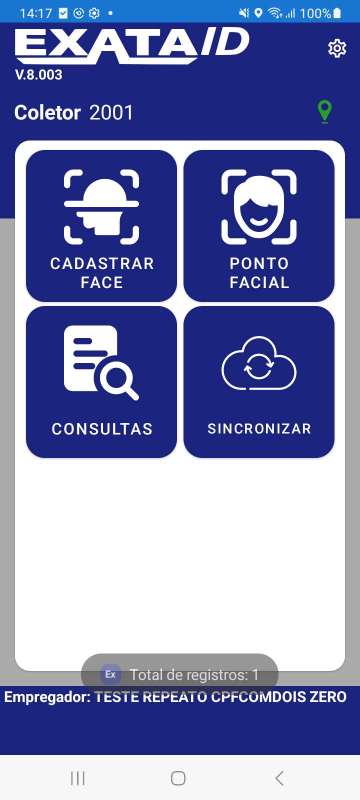 14:17 100%
EXATA ID
V.8.003
Coletor 2001
CADASTRAR
FACE
PONTO
FACIAL
CONSULTAS
SINCRONIZAR
Ex Total de registros: 1
Empregador: TESTE REPEATO CPFCOMDOIS ZERO